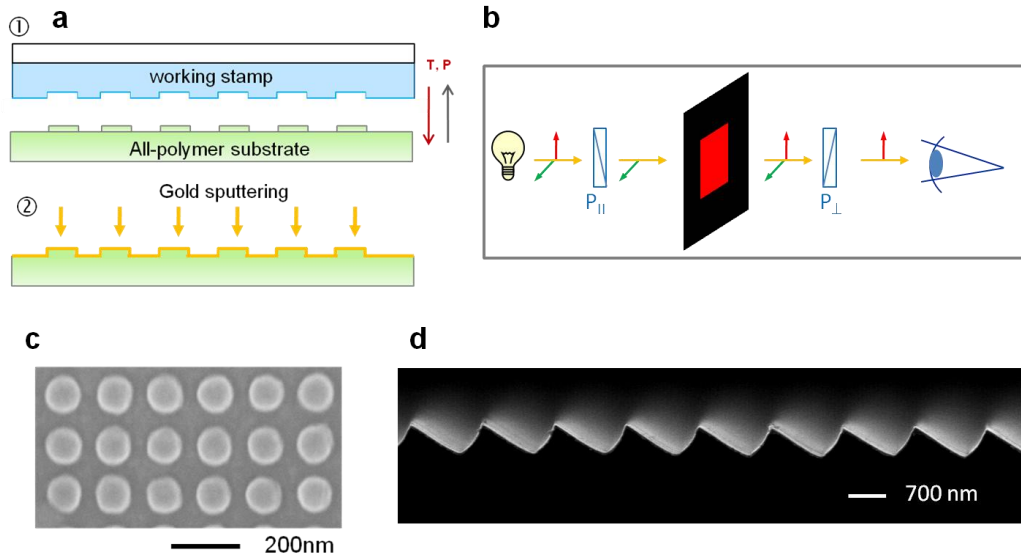 a
①
working stamp
T, P
All-polymer substrate
Gold sputtering
②
b
P||
P⊥
c
200nm
d
700 nm